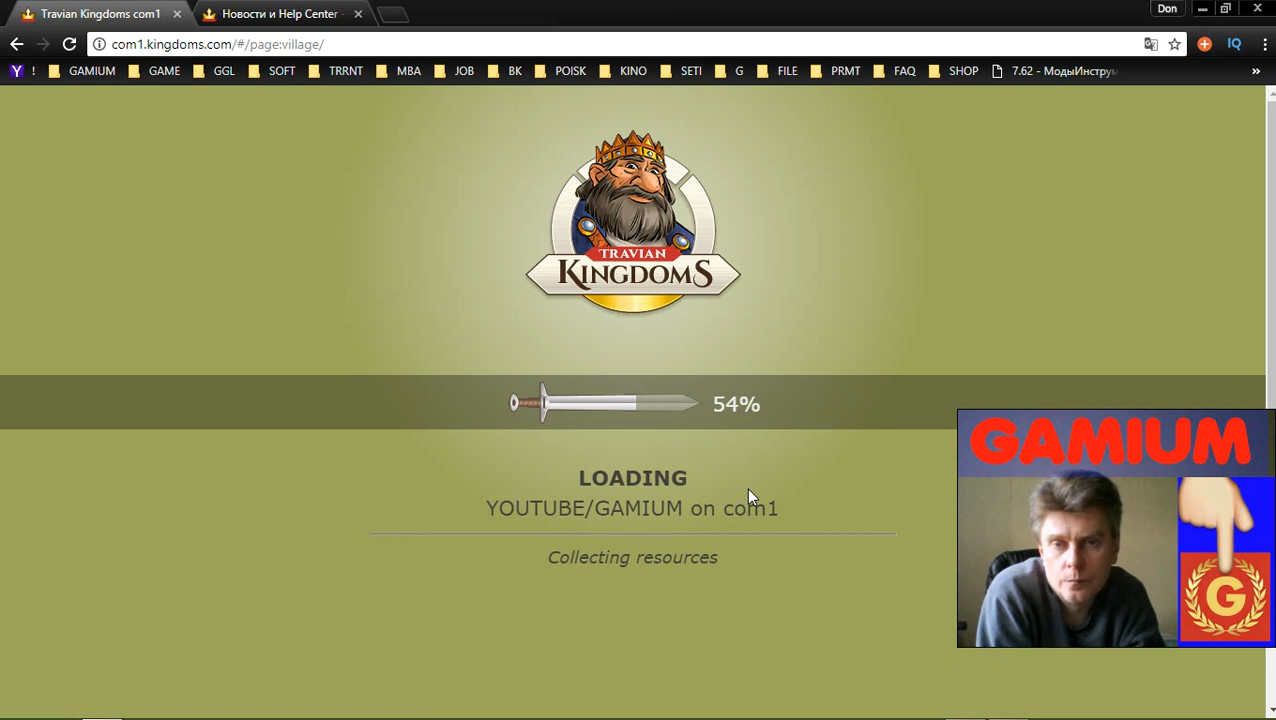 Travian Kingdoms com1
Новости и Help Center -
Don
com1.kingdoms.com/#/page:village/
IQ
Y ! GAMIUM GAME GGL SOFT TRRNT MBA JOB BK POISK KINO SETI G FILE PRMT FAQ SHOP 7.62 - МодыИнструм »
TRAVIAN
KINGDOMS
54%
GAMIUM
LOADING
YOUTUBE/GAMIUM on com1
Collecting resources
G